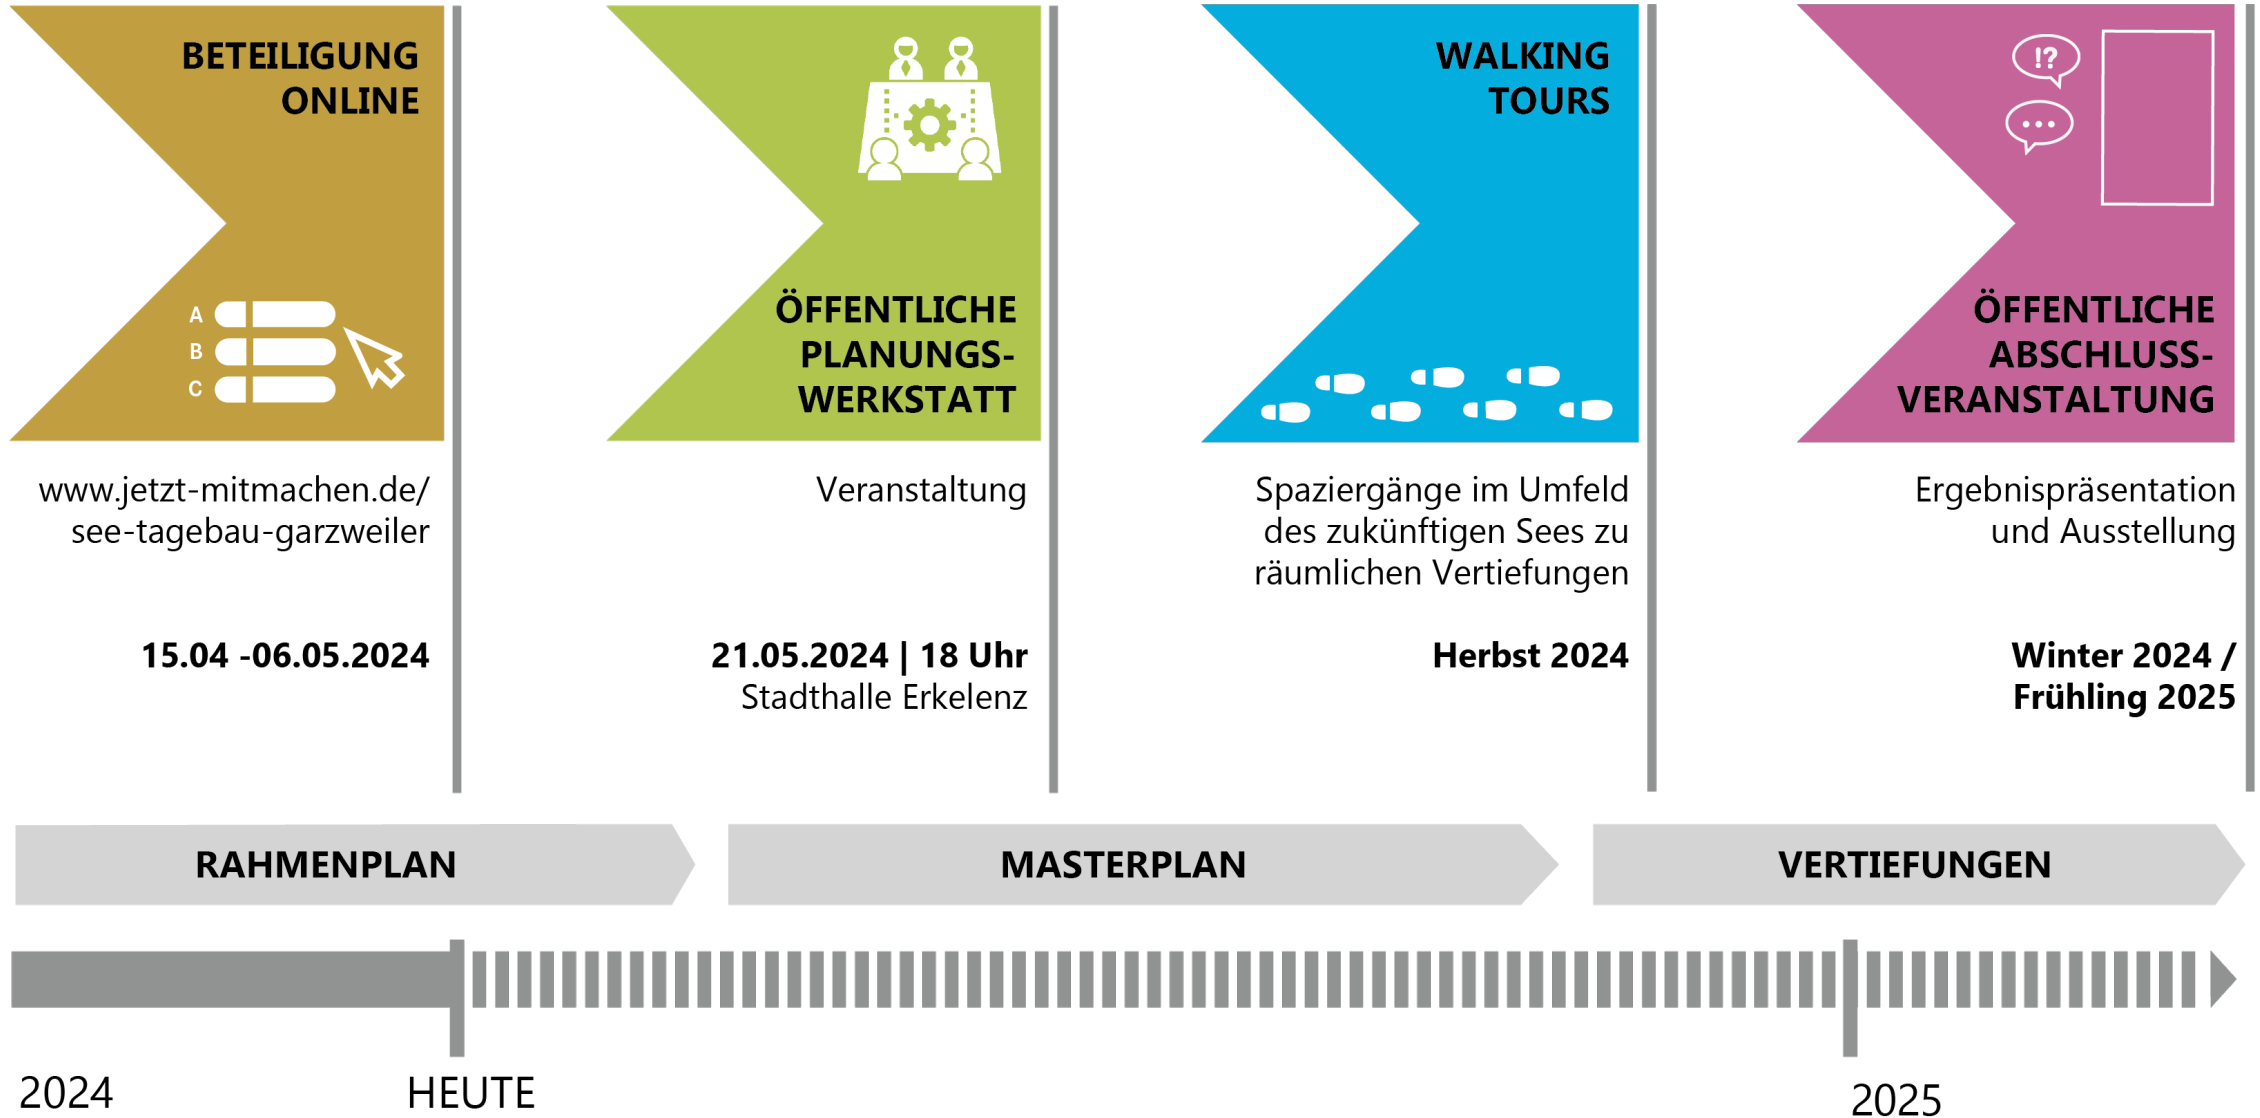 BETEILIGUNG
ONLINE
A
B
C
www.jetzt-mitmachen.de/
see-tagebau-garzweiler
15.04 -06.05.2024
ÖFFENTLICHE
PLANUNGS-
WERKSTATT
Veranstaltung
21.05.2024 | 18 Uhr
Stadthalle Erkelenz
WALKING
TOURS
Spaziergänge im Umfeld
des zukünftigen Sees zu
räumlichen Vertiefungen
Herbst 2024
!?
...
ÖFFENTLICHE
ABSCHLUSS-
VERANSTALTUNG
Ergebnispräsentation
und Ausstellung
Winter 2024 /
Frühling 2025
RAHMENPLAN
MASTERPLAN
VERTIEFUNGEN
2024
HEUTE
2025